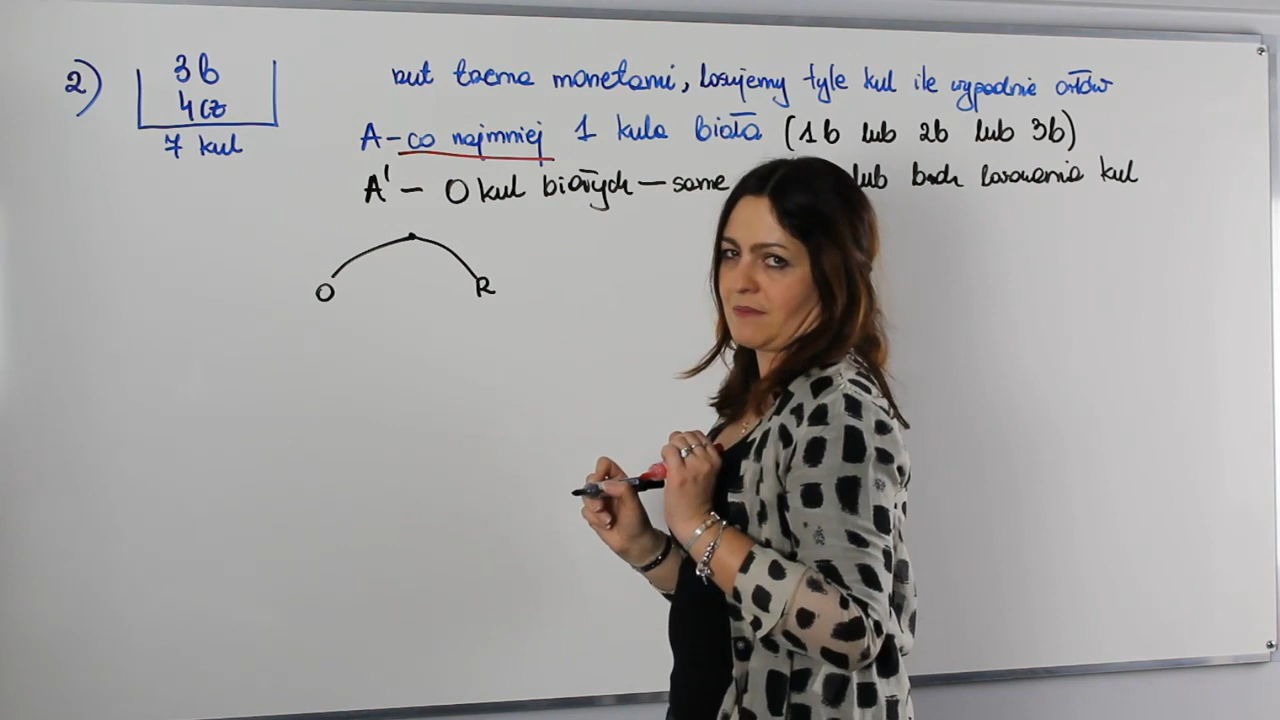 2)
3b
4cz
7 kul
rzut trzema monetami, losujemy tyle kul ile wypadnie orłów
A – co najmniej 1 kula biała (1b lub 2b lub 3b)
A' – 0 kul białych – same lub brak losowania kul
O R